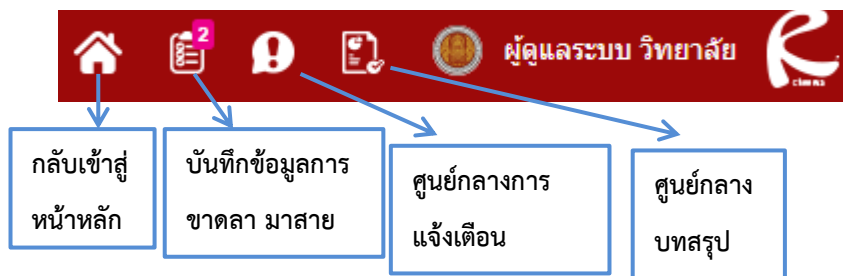 2
ผู้ดูแลระบบ วิทยาลัย
R
cims
กลับเข้าสู่
หน้าหลัก
บันทึกข้อมูลการ
ขาดลา มาสาย
ศูนย์กลางการ
แจ้งเตือน
ศูนย์กลาง
บทสรุป